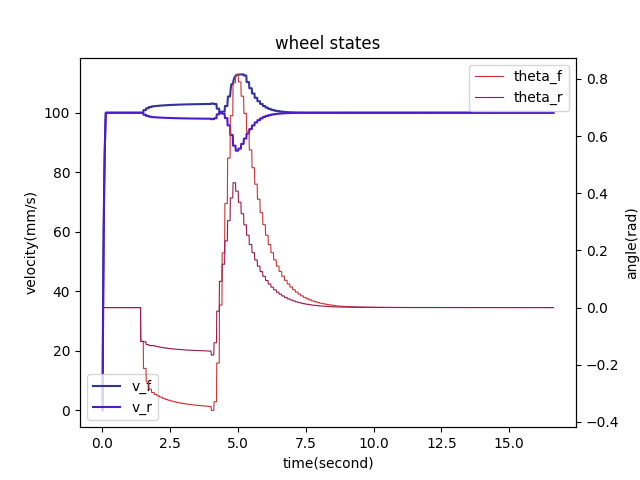 wheel states
theta_f
theta_r
100
80
60
40
20
0
velocity(mm/s)
0.8
0.6
0.4
0.2
0.0
−0.2
−0.4
angle(rad)
v_f
v_r
0.0 2.5 5.0 7.5 10.0 12.5 15.0
time(second)